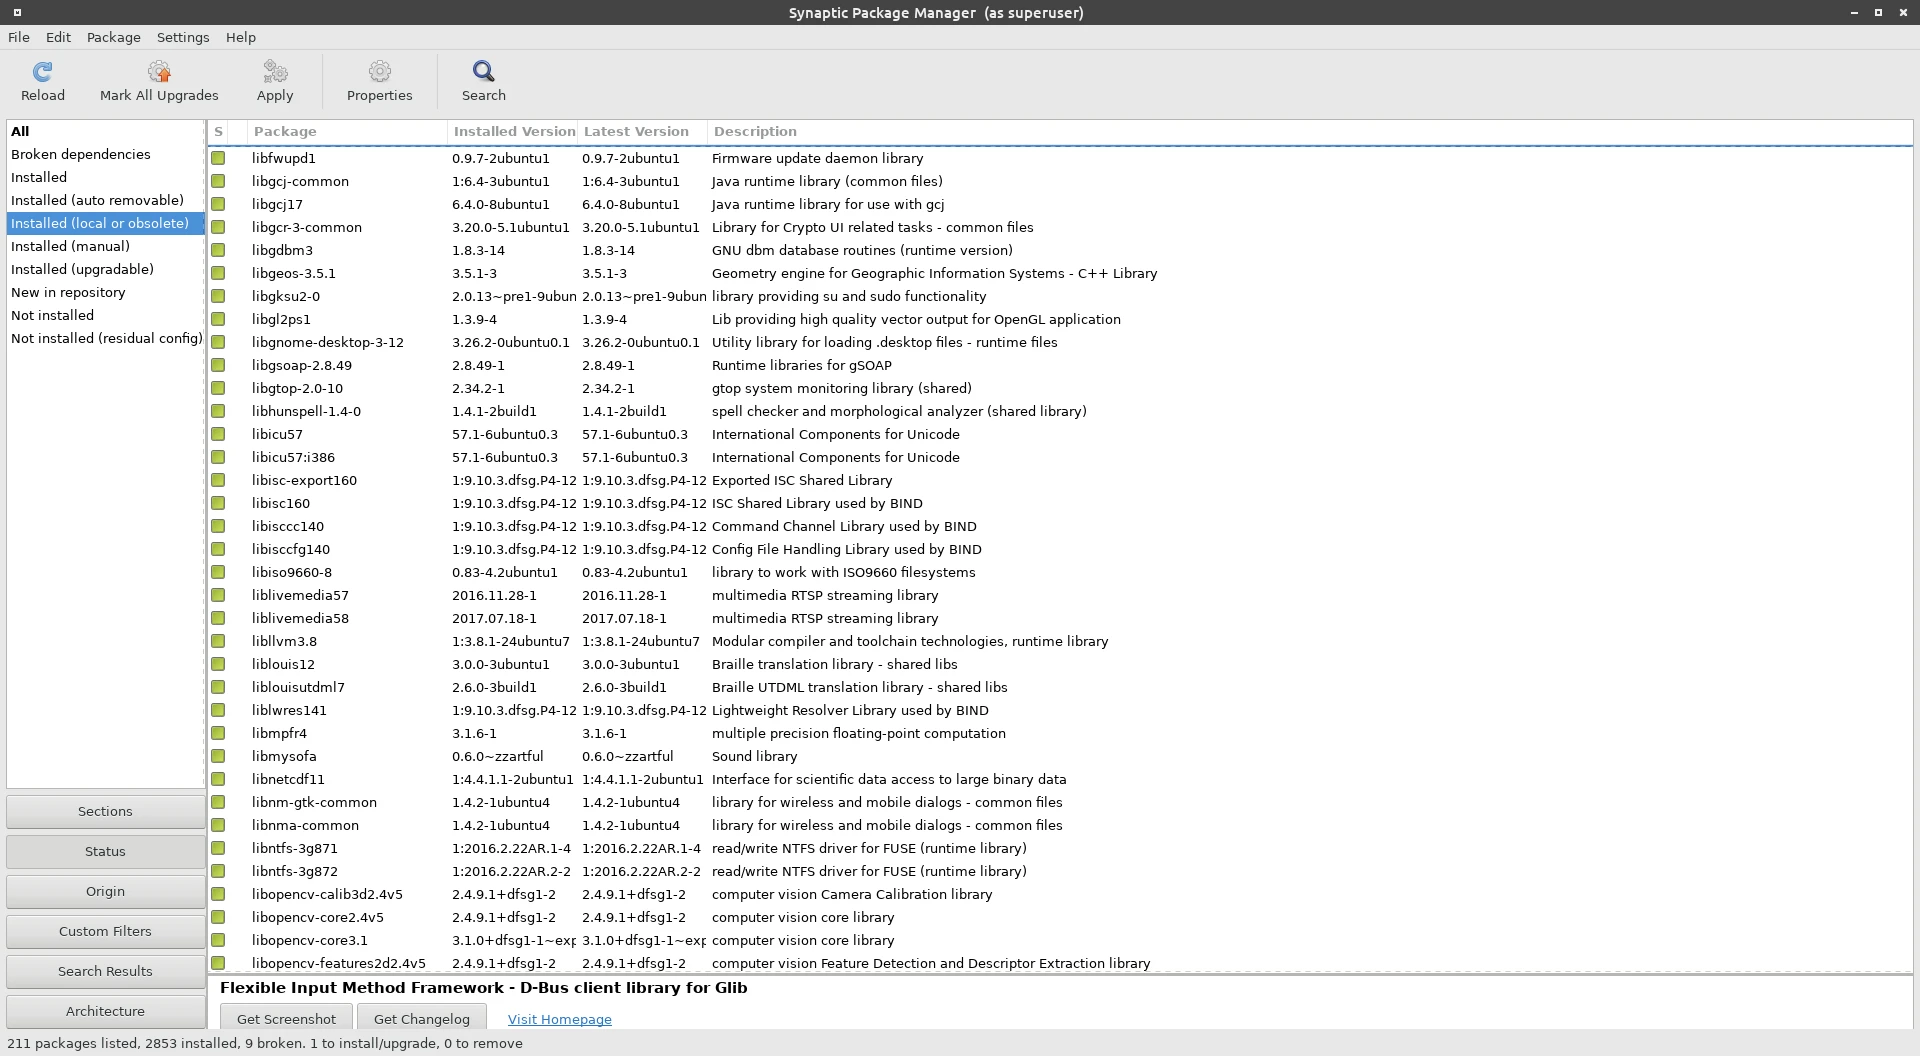 Synaptic Package Manager (as superuser)
File Edit Package Settings Help
Reload Mark All Upgrades Apply Properties Search
All
Broken dependencies
Installed
Installed (auto removable)
Installed (local or obsolete)
Installed (manual)
Installed (upgradable)
New in repository
Not installed
Not installed (residual config)
Sections
Status
Origin
Custom Filters
Search Results
Architecture
S Package Installed Version Latest Version Description
libfwupd1 0.9.7-2ubuntu1 0.9.7-2ubuntu1 Firmware update daemon library
libgcj-common 1:6.4-3ubuntu1 1:6.4-3ubuntu1 Java runtime library (common files)
libgcj17 6.4.0-8ubuntu1 6.4.0-8ubuntu1 Java runtime library for use with gcj
libgcr-3-common 3.20.0-5.1ubuntu1 3.20.0-5.1ubuntu1 Library for Crypto UI related tasks - common files
libgdbm3 1.8.3-14 1.8.3-14 GNU dbm database routines (runtime version)
libgeos-3.5.1 3.5.1-3 3.5.1-3 Geometry engine for Geographic Information Systems - C++ Library
libgksu2-0 2.0.13~pre1-9ubun 2.0.13~pre1-9ubun library providing su and sudo functionality
libgl2ps1 1.3.9-4 1.3.9-4 Lib providing high quality vector output for OpenGL application
libgnome-desktop-3-12 3.26.2-0ubuntu0.1 3.26.2-0ubuntu0.1 Utility library for loading .desktop files - runtime files
libgsoap-2.8.49 2.8.49-1 2.8.49-1 Runtime libraries for gSOAP
libgtop-2.0-10 2.34.2-1 2.34.2-1 gtop system monitoring library (shared)
libhunspell-1.4-0 1.4.1-2build1 1.4.1-2build1 spell checker and morphological analyzer (shared library)
libicu57 57.1-6ubuntu0.3 57.1-6ubuntu0.3 International Components for Unicode
libicu57:i386 57.1-6ubuntu0.3 57.1-6ubuntu0.3 International Components for Unicode
libisc-export160 1:9.10.3.dfsg.P4-12 1:9.10.3.dfsg.P4-12 Exported ISC Shared Library
libisc160 1:9.10.3.dfsg.P4-12 1:9.10.3.dfsg.P4-12 ISC Shared Library used by BIND
libisccc140 1:9.10.3.dfsg.P4-12 1:9.10.3.dfsg.P4-12 Command Channel Library used by BIND
libisccfg140 1:9.10.3.dfsg.P4-12 1:9.10.3.dfsg.P4-12 Config File Handling Library used by BIND
libiso9660-8 0.83-4.2ubuntu1 0.83-4.2ubuntu1 library to work with ISO9660 filesystems
liblivemedia57 2016.11.28-1 2016.11.28-1 multimedia RTSP streaming library
liblivemedia58 2017.07.18-1 2017.07.18-1 multimedia RTSP streaming library
libllvm3.8 1:3.8.1-24ubuntu7 1:3.8.1-24ubuntu7 Modular compiler and toolchain technologies, runtime library
liblouis12 3.0.0-3ubuntu1 3.0.0-3ubuntu1 Braille translation library - shared libs
liblouisutdml7 2.6.0-3build1 2.6.0-3build1 Braille UTDML translation library - shared libs
liblwres141 1:9.10.3.dfsg.P4-12 1:9.10.3.dfsg.P4-12 Lightweight Resolver Library used by BIND
libmpfr4 3.1.6-1 3.1.6-1 multiple precision floating-point computation
libmysofa 0.6.0~zzartful 0.6.0~zzartful Sound library
libnetcdf11 1:4.4.1.1-2ubuntu1 1:4.4.1.1-2ubuntu1 Interface for scientific data access to large binary data
libnm-gtk-common 1.4.2-1ubuntu4 1.4.2-1ubuntu4 library for wireless and mobile dialogs - common files
libnma-common 1.4.2-1ubuntu4 1.4.2-1ubuntu4 library for wireless and mobile dialogs - common files
libntfs-3g871 1:2016.2.22AR.1-4 1:2016.2.22AR.1-4 read/write NTFS driver for FUSE (runtime library)
libntfs-3g872 1:2016.2.22AR.2-2 1:2016.2.22AR.2-2 read/write NTFS driver for FUSE (runtime library)
libopencv-calib3d2.4v5 2.4.9.1+dfsg1-2 2.4.9.1+dfsg1-2 computer vision Camera Calibration library
libopencv-core2.4v5 2.4.9.1+dfsg1-2 2.4.9.1+dfsg1-2 computer vision core library
libopencv-core3.1 3.1.0+dfsg1-1~exp 3.1.0+dfsg1-1~exp computer vision core library
libopencv-features2d2.4v5 2.4.9.1+dfsg1-2 2.4.9.1+dfsg1-2 computer vision Feature Detection and Descriptor Extraction library
Flexible Input Method Framework - D-Bus client library for Glib
Get Screenshot Get Changelog Visit Homepage
211 packages listed, 2853 installed, 9 broken. 1 to install/upgrade, 0 to remove